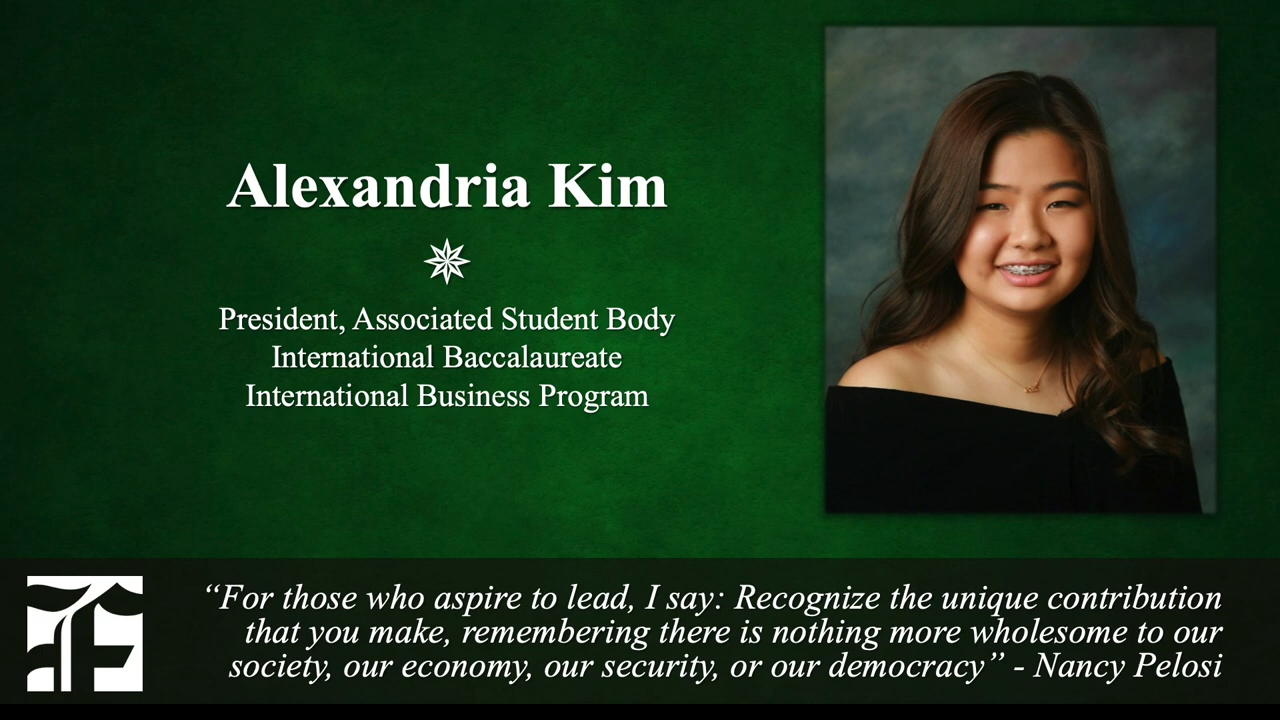 Alexandria Kim
President, Associated Student Body
International Baccalaureate
International Business Program
“For those who aspire to lead, I say: Recognize the unique contribution
that you make, remembering there is nothing more wholesome to our
society, our economy, our security, or our democracy” - Nancy Pelosi